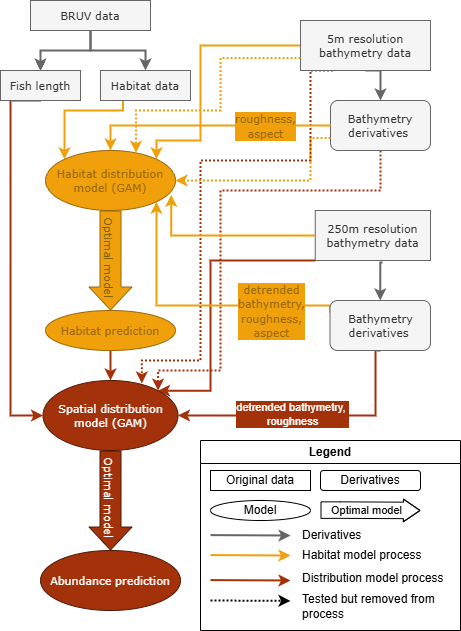 BRUV data
5m resolution
bathymetry data
Fish length
Habitat data
roughness,
aspect
Bathymetry
derivatives
Habitat distribution
model (GAM)
Optimal model
250m resolution
bathymetry data
detrended
bathymetry,
roughness,
aspect
Bathymetry
derivatives
Habitat prediction
Spatial distribution
model (GAM)
detrended bathymetry,
roughness
Optimal model
Abundance prediction
Legend
Original data
Derivatives
Model
Optimal model
Derivatives
Habitat model process
Distribution model process
Tested but removed from
process